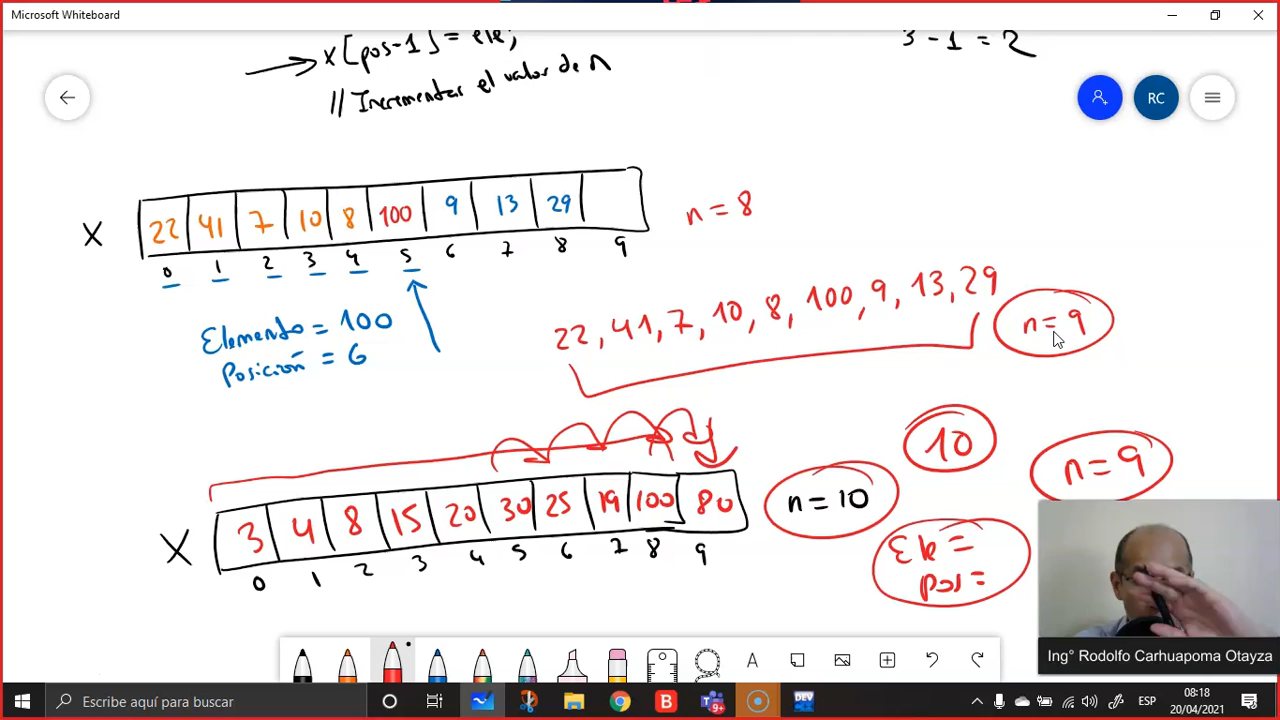 Microsoft Whiteboard
x[pos-1] = ele;
3 - 1 = 2
// Incrementar el valor de n
RC
X 22 41 7 10 8 100 9 13 29
n = 8
0 1 2 3 4 5 6 7 8 9
22, 41, 7, 10, 8, 100, 9, 13, 29
n = 9
Elemento = 100
Posición = 6
10
n = 9
X 3 4 8 15 20 30 25 19 100 80
n = 10
0 1 2 3 4 5 6 7 8 9
Ele =
pos =
Ing° Rodolfo Carhuapoma Otayza
A
Escribe aquí para buscar
B
9+
DEV
ESP
08:18
20/04/2021